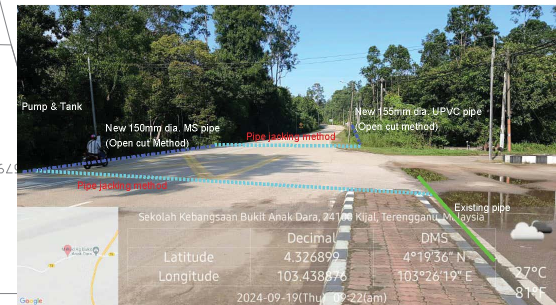 Pump & Tank
New 150mm dia. MS pipe
(Open cut Method)
Pipe jacking method
New 155mm dia. UPVC pipe
(Open cut method)
Pipe jacking method
Existing pipe
Sekolah Kebangsaan Bukit Anak Dara, 24100 Kijal, Terengganu, Malaysia
Decimal DMS
Latitude 4.326899 4°19'36" N
Longitude 103.438876 103°26'19" E
2024-09-19(Thu) 09:22(am)
27°C
81°F
Google